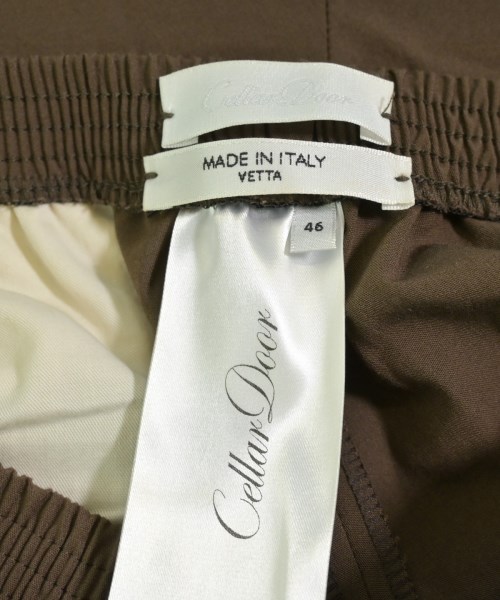 Cellar Door
MADE IN ITALY
VETTA
46
Cellar Door